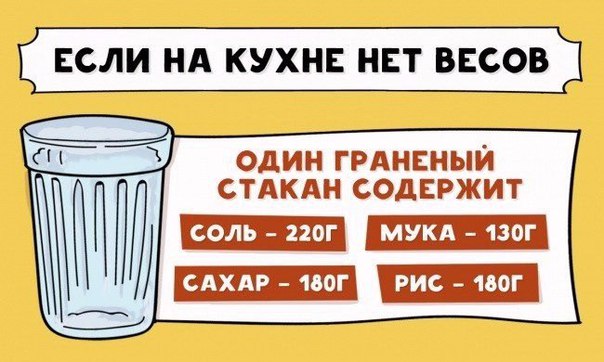 ЕСЛИ НА КУХНЕ НЕТ ВЕСОВ
ОДИН ГРАНЕНЫЙ
СТАКАН СОДЕРЖИТ
СОЛЬ – 220Г
МУКА – 130Г
САХАР – 180Г
РИС – 180Г